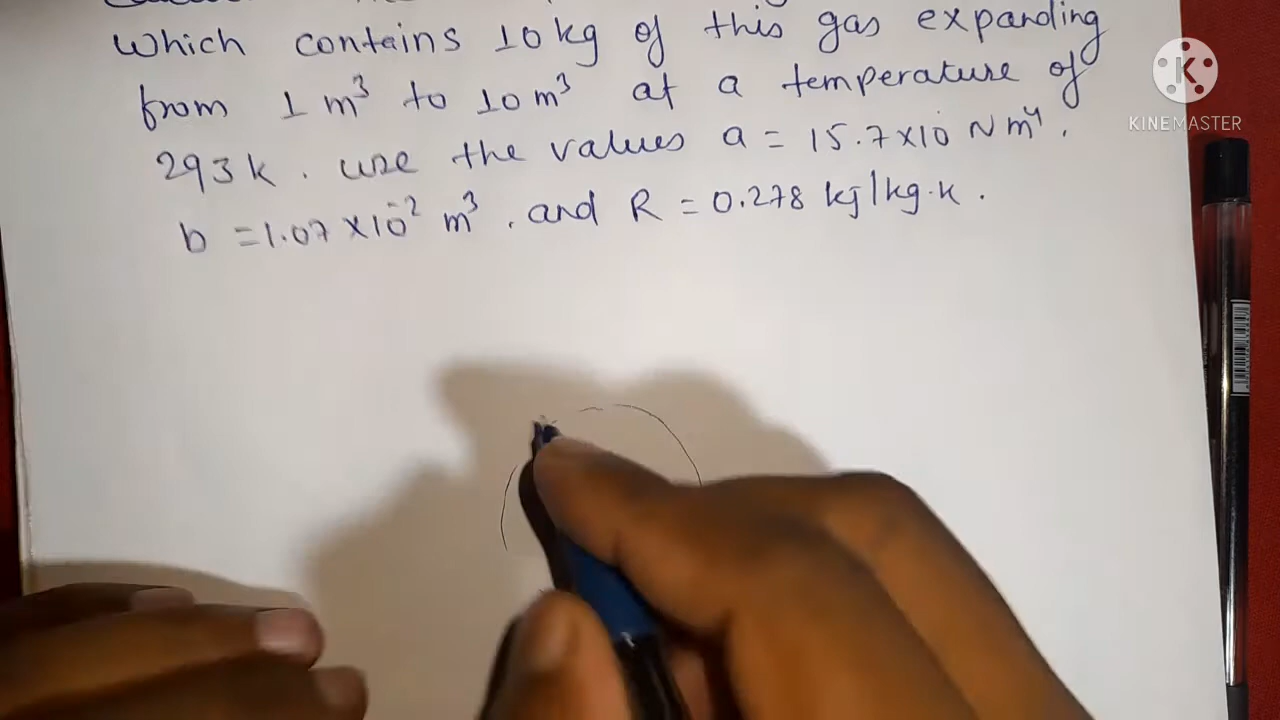 which contains 10 kg of this gas expanding
from 1 m³ to 10 m³ at a temperature of
293 k. use the values a = 15.7 × 10 N m⁴,
b = 1.07 × 10⁻² m³, and R = 0.278 kJ/kg.k.
KINEMASTER